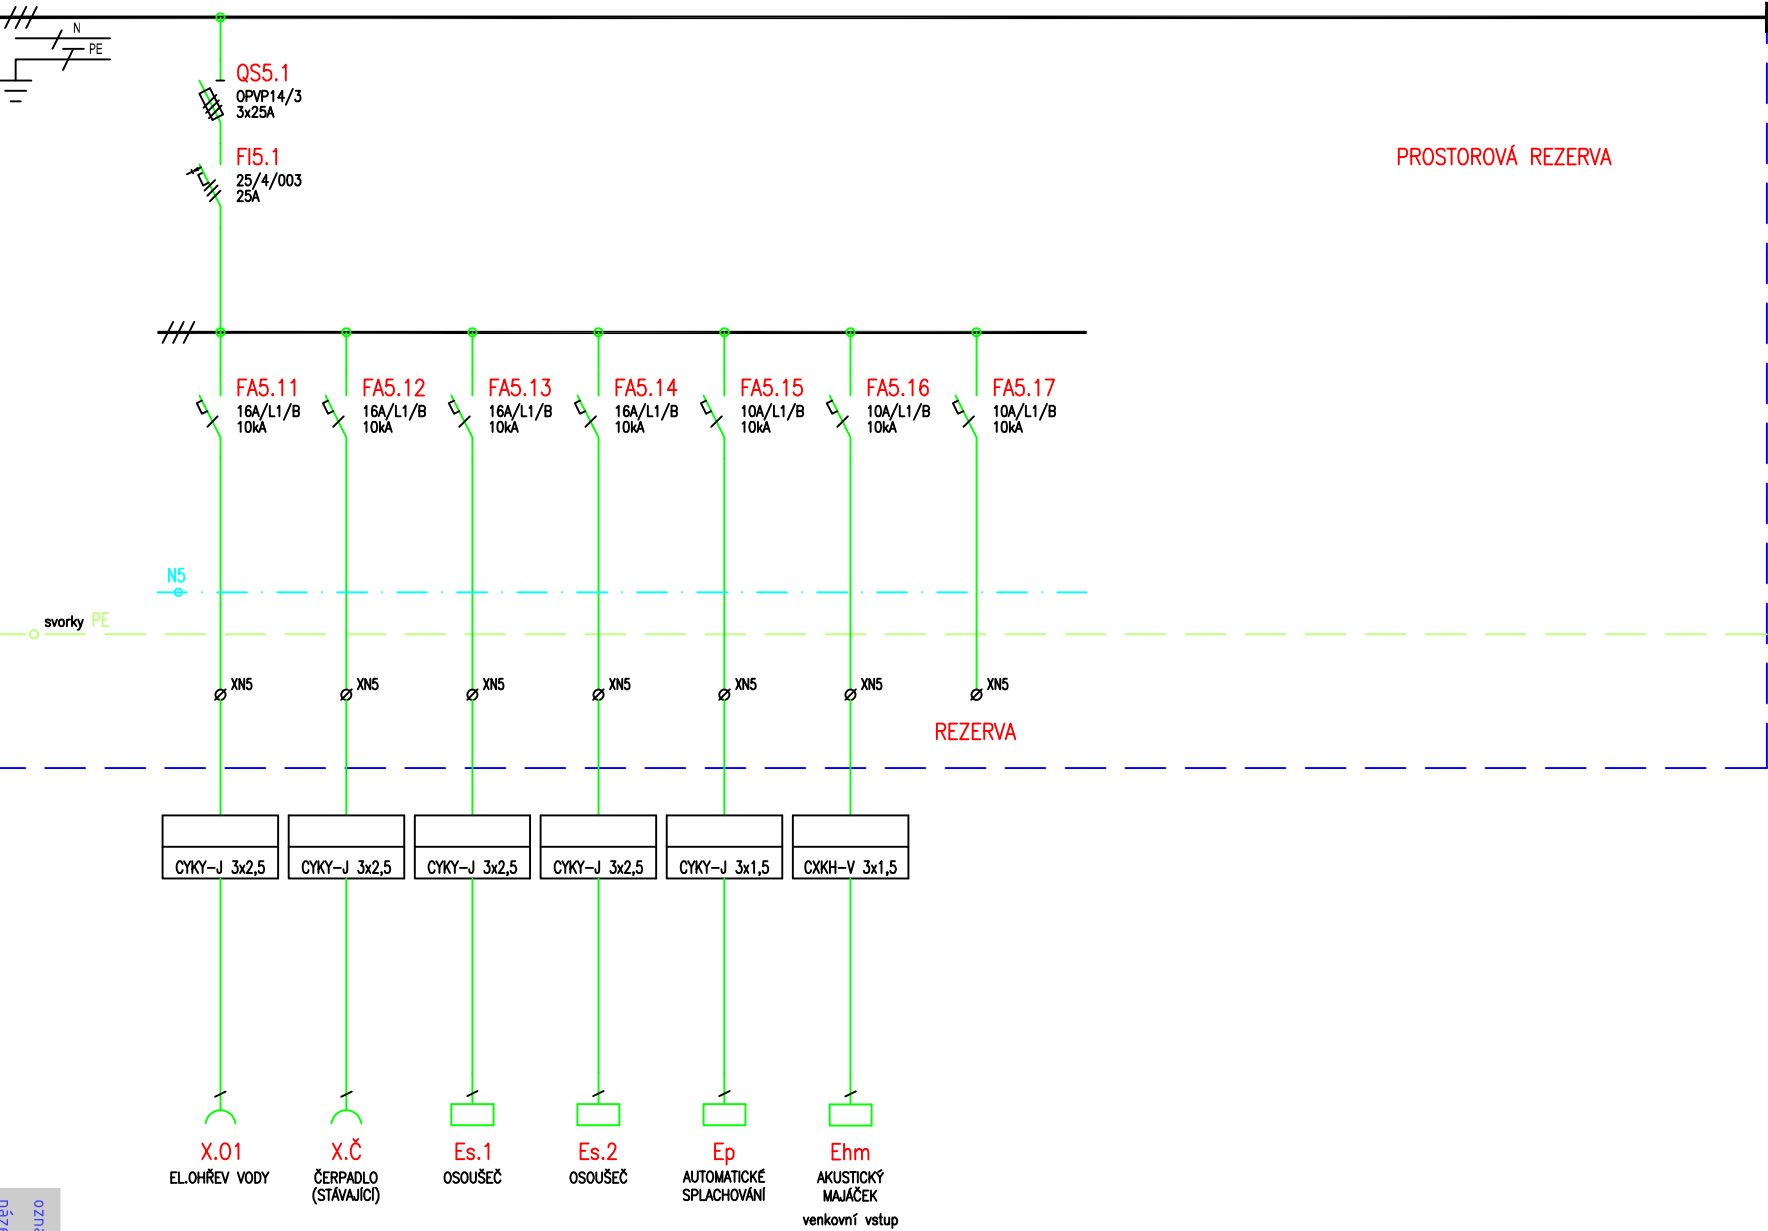 N
PE
QS5.1
OPVP14/3
3x25A
FI5.1
25/4/003
25A
PROSTOROVÁ REZERVA
FA5.11
16A/L1/B
10kA
FA5.12
16A/L1/B
10kA
FA5.13
16A/L1/B
10kA
FA5.14
16A/L1/B
10kA
FA5.15
10A/L1/B
10kA
FA5.16
10A/L1/B
10kA
FA5.17
10A/L1/B
10kA
N5
svorky PE
XN5
XN5
XN5
XN5
XN5
XN5
XN5
REZERVA
CYKY-J 3x2,5
CYKY-J 3x2,5
CYKY-J 3x2,5
CYKY-J 3x2,5
CYKY-J 3x1,5
CXKH-V 3x1,5
X.O1
EL.OHŘEV VODY
X.Č
ČERPADLO
(STÁVAJÍCÍ)
Es.1
OSOUŠEČ
Es.2
OSOUŠEČ
Ep
AUTOMATICKÉ
SPLACHOVÁNÍ
Ehm
AKUSTICKÝ
MAJÁČEK
venkovní vstup